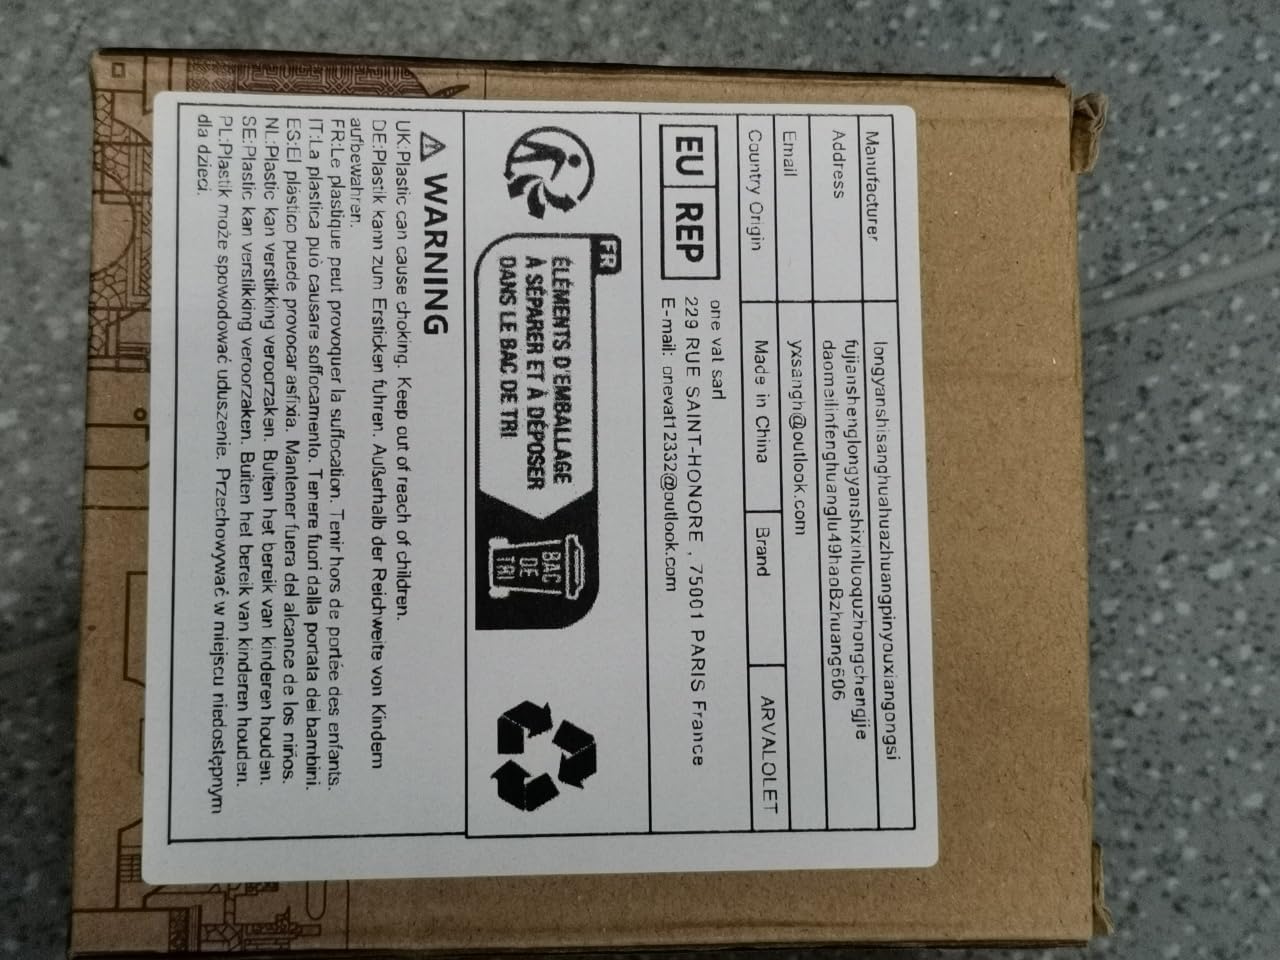 Manufacturer longyanshisanghuahuazhuangpinyouxiangongsi
Address fujianshenglongyanshixinluoquzhongchengjie
daomeilinfenghuanglu49haoBzhuang606
Email yxsangh@outlook.com
Country Origin Made in China Brand ARVALOLET
EU REP
one vat sarl
229 RUE SAINT-HONORE , 75001 PARIS France
E-mail: onevat12332@outlook.com
FR
ÉLÉMENTS D'EMBALLAGE
À SÉPARER ET À DÉPOSER
DANS LE BAC DE TRI
BAC
DE
TRI
WARNING
UK:Plastic can cause choking. Keep out of reach of children.
DE:Plastik kann zum Ersticken führen. Außerhalb der Reichweite von Kindern
aufbewahren.
FR:Le plastique peut provoquer la suffocation. Tenir hors de portée des enfants.
IT:La plastica può causare soffocamento. Tenere fuori dalla portata dei bambini.
ES:El plástico puede provocar asfixia. Mantener fuera del alcance de los niños.
NL:Plastic kan verstikking veroorzaken. Buiten het bereik van kinderen houden.
SE:Plastic kan verstikking veroorzaken. Buiten het bereik van kinderen houden.
PL:Plastik może spowodować uduszenie. Przechowywać w miejscu niedostępnym
dla dzieci.